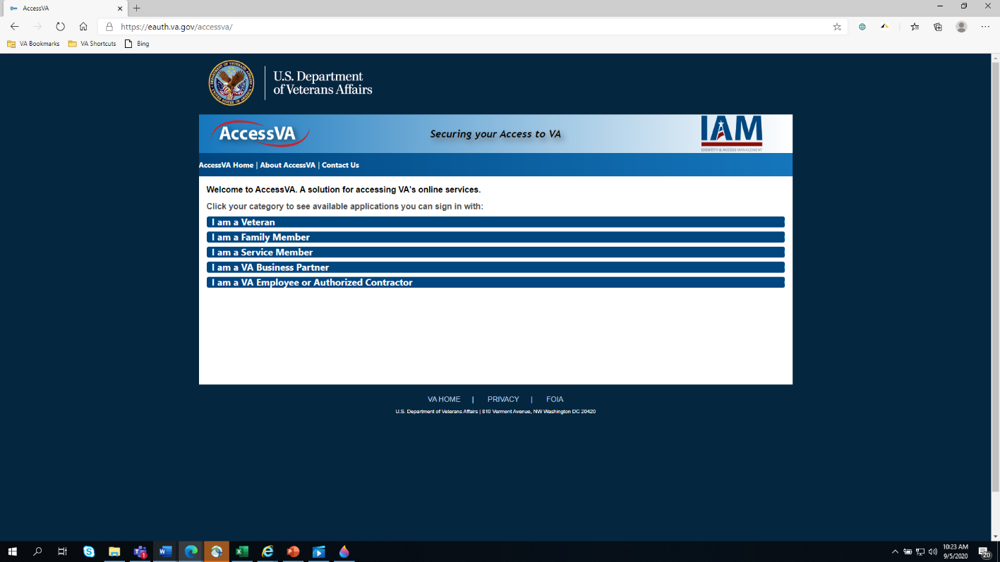 AccessVA
https://eauth.va.gov/accessva/
VA Bookmarks VA Shortcuts Bing
U.S. Department
of Veterans Affairs
AccessVA Securing your Access to VA IAM
IDENTITY & ACCESS MANAGEMENT
AccessVA Home | About AccessVA | Contact Us
Welcome to AccessVA. A solution for accessing VA's online services.
Click your category to see available applications you can sign in with:
I am a Veteran
I am a Family Member
I am a Service Member
I am a VA Business Partner
I am a VA Employee or Authorized Contractor
VA HOME | PRIVACY | FOIA
U.S. Department of Veterans Affairs | 810 Vermont Avenue, NW Washington DC 20420
10:23 AM
9/5/2020
20